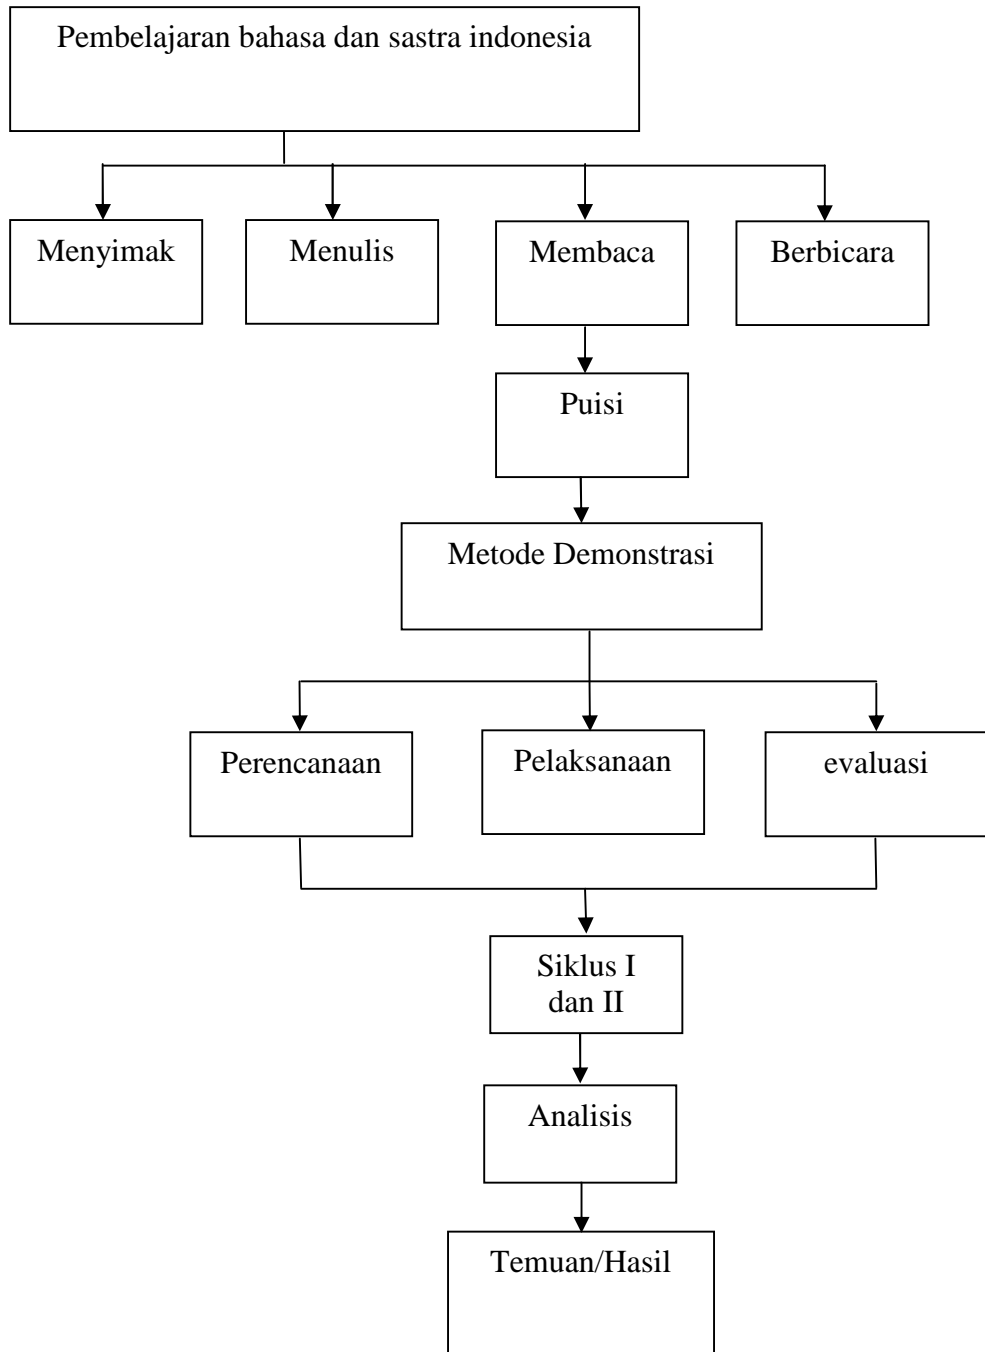 Pembelajaran bahasa dan sastra indonesia
Menyimak
Menulis
Membaca
Berbicara
Puisi
Metode Demonstrasi
Perencanaan
Pelaksanaan
evaluasi
Siklus I
dan II
Analisis
Temuan/Hasil